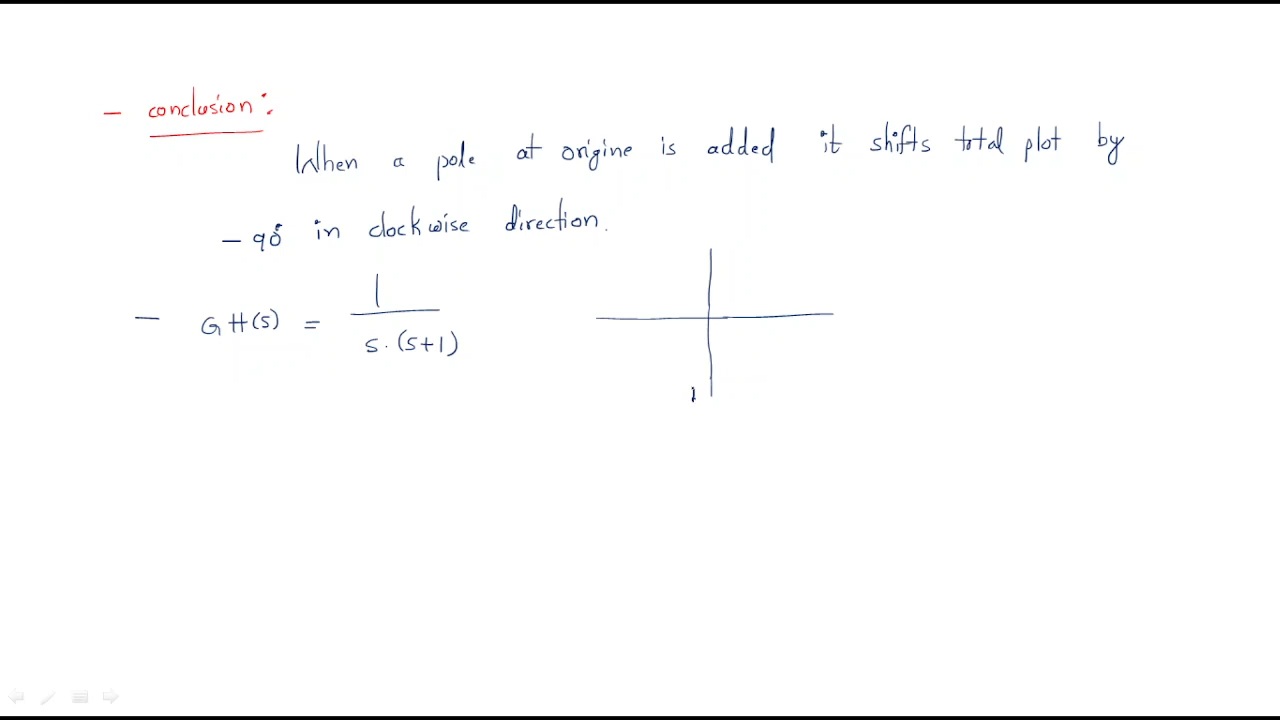 - conclusion:
When a pole at origine is added it shifts total plot by
- 90° in clockwise direction.
- GH(s) = 1 / s.(s+1)